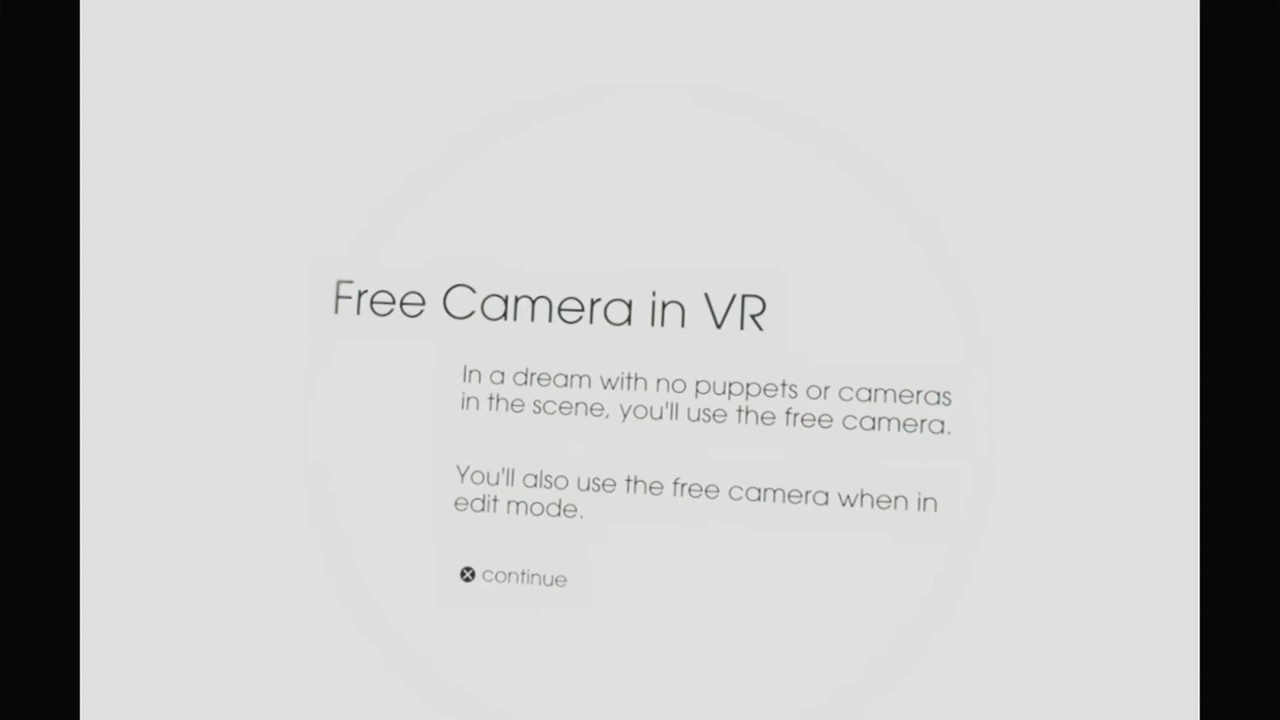 Free Camera in VR
In a dream with no puppets or cameras
in the scene, you'll use the free camera.
You'll also use the free camera when in
edit mode.
continue